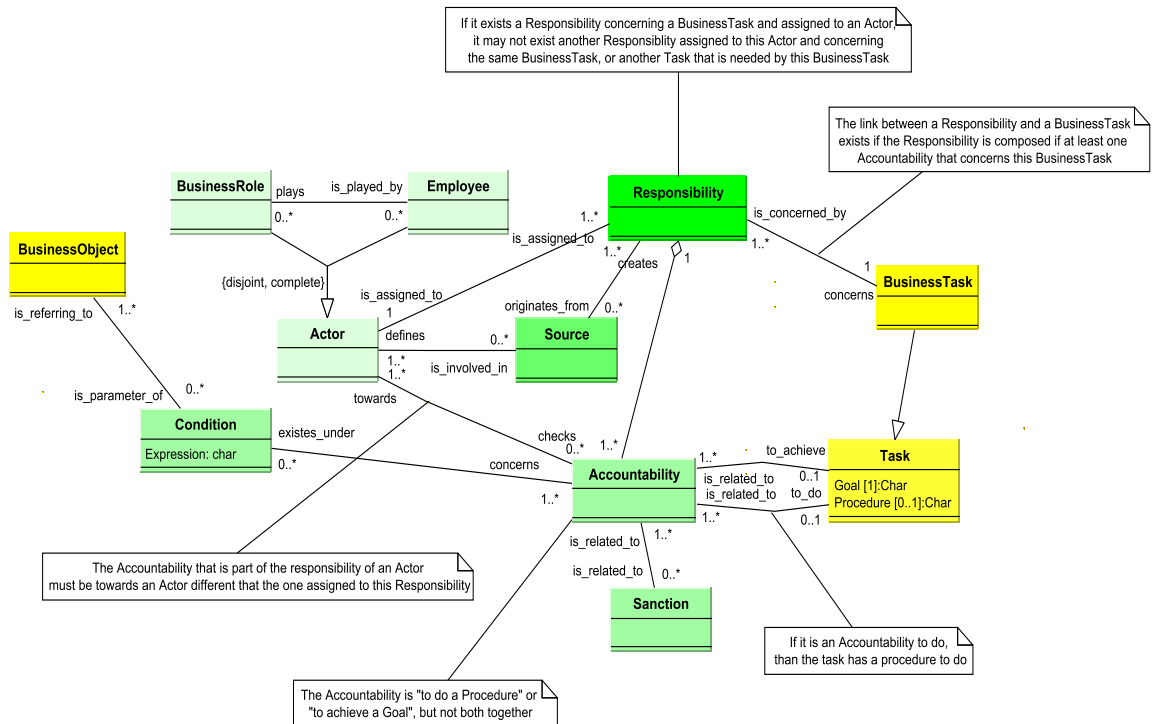 If it exists a Responsibility concerning a BusinessTask and assigned to an Actor,
it may not exist another Responsiblity assigned to this Actor and concerning
the same BusinessTask, or another Task that is needed by this BusinessTask
The link between a Responsibility and a BusinessTask
exists if the Responsibility is composed if at least one
Accountability that concerns this BusinessTask
BusinessRole
plays
is_played_by
Employee
0..*
0..*
Responsibility
is_concerned_by
1..*
1..*
is_assigned_to
1..*
creates
1
BusinessObject
{disjoint, complete}
1
concerns
BusinessTask
is_referring_to
1..*
is_assigned_to
1
originates_from
0..*
Actor
defines
0..*
Source
1..*
is_involved_in
1..*
towards
0..*
is_parameter_of
Condition
Expression: char
existes_under
0..*
concerns
1..*
checks
0..*
1..*
Accountability
1..*
to_achieve
0..1
is_related_to
is_related_to
to_do
1..*
0..1
Task
Goal [1]:Char
Procedure [0..1]:Char
is_related_to
1..*
is_related_to
0..*
Sanction
The Accountability that is part of the responsibility of an Actor
must be towards an Actor different that the one assigned to this Responsibility
If it is an Accountability to do,
than the task has a procedure to do
The Accountability is "to do a Procedure" or
"to achieve a Goal", but not both together